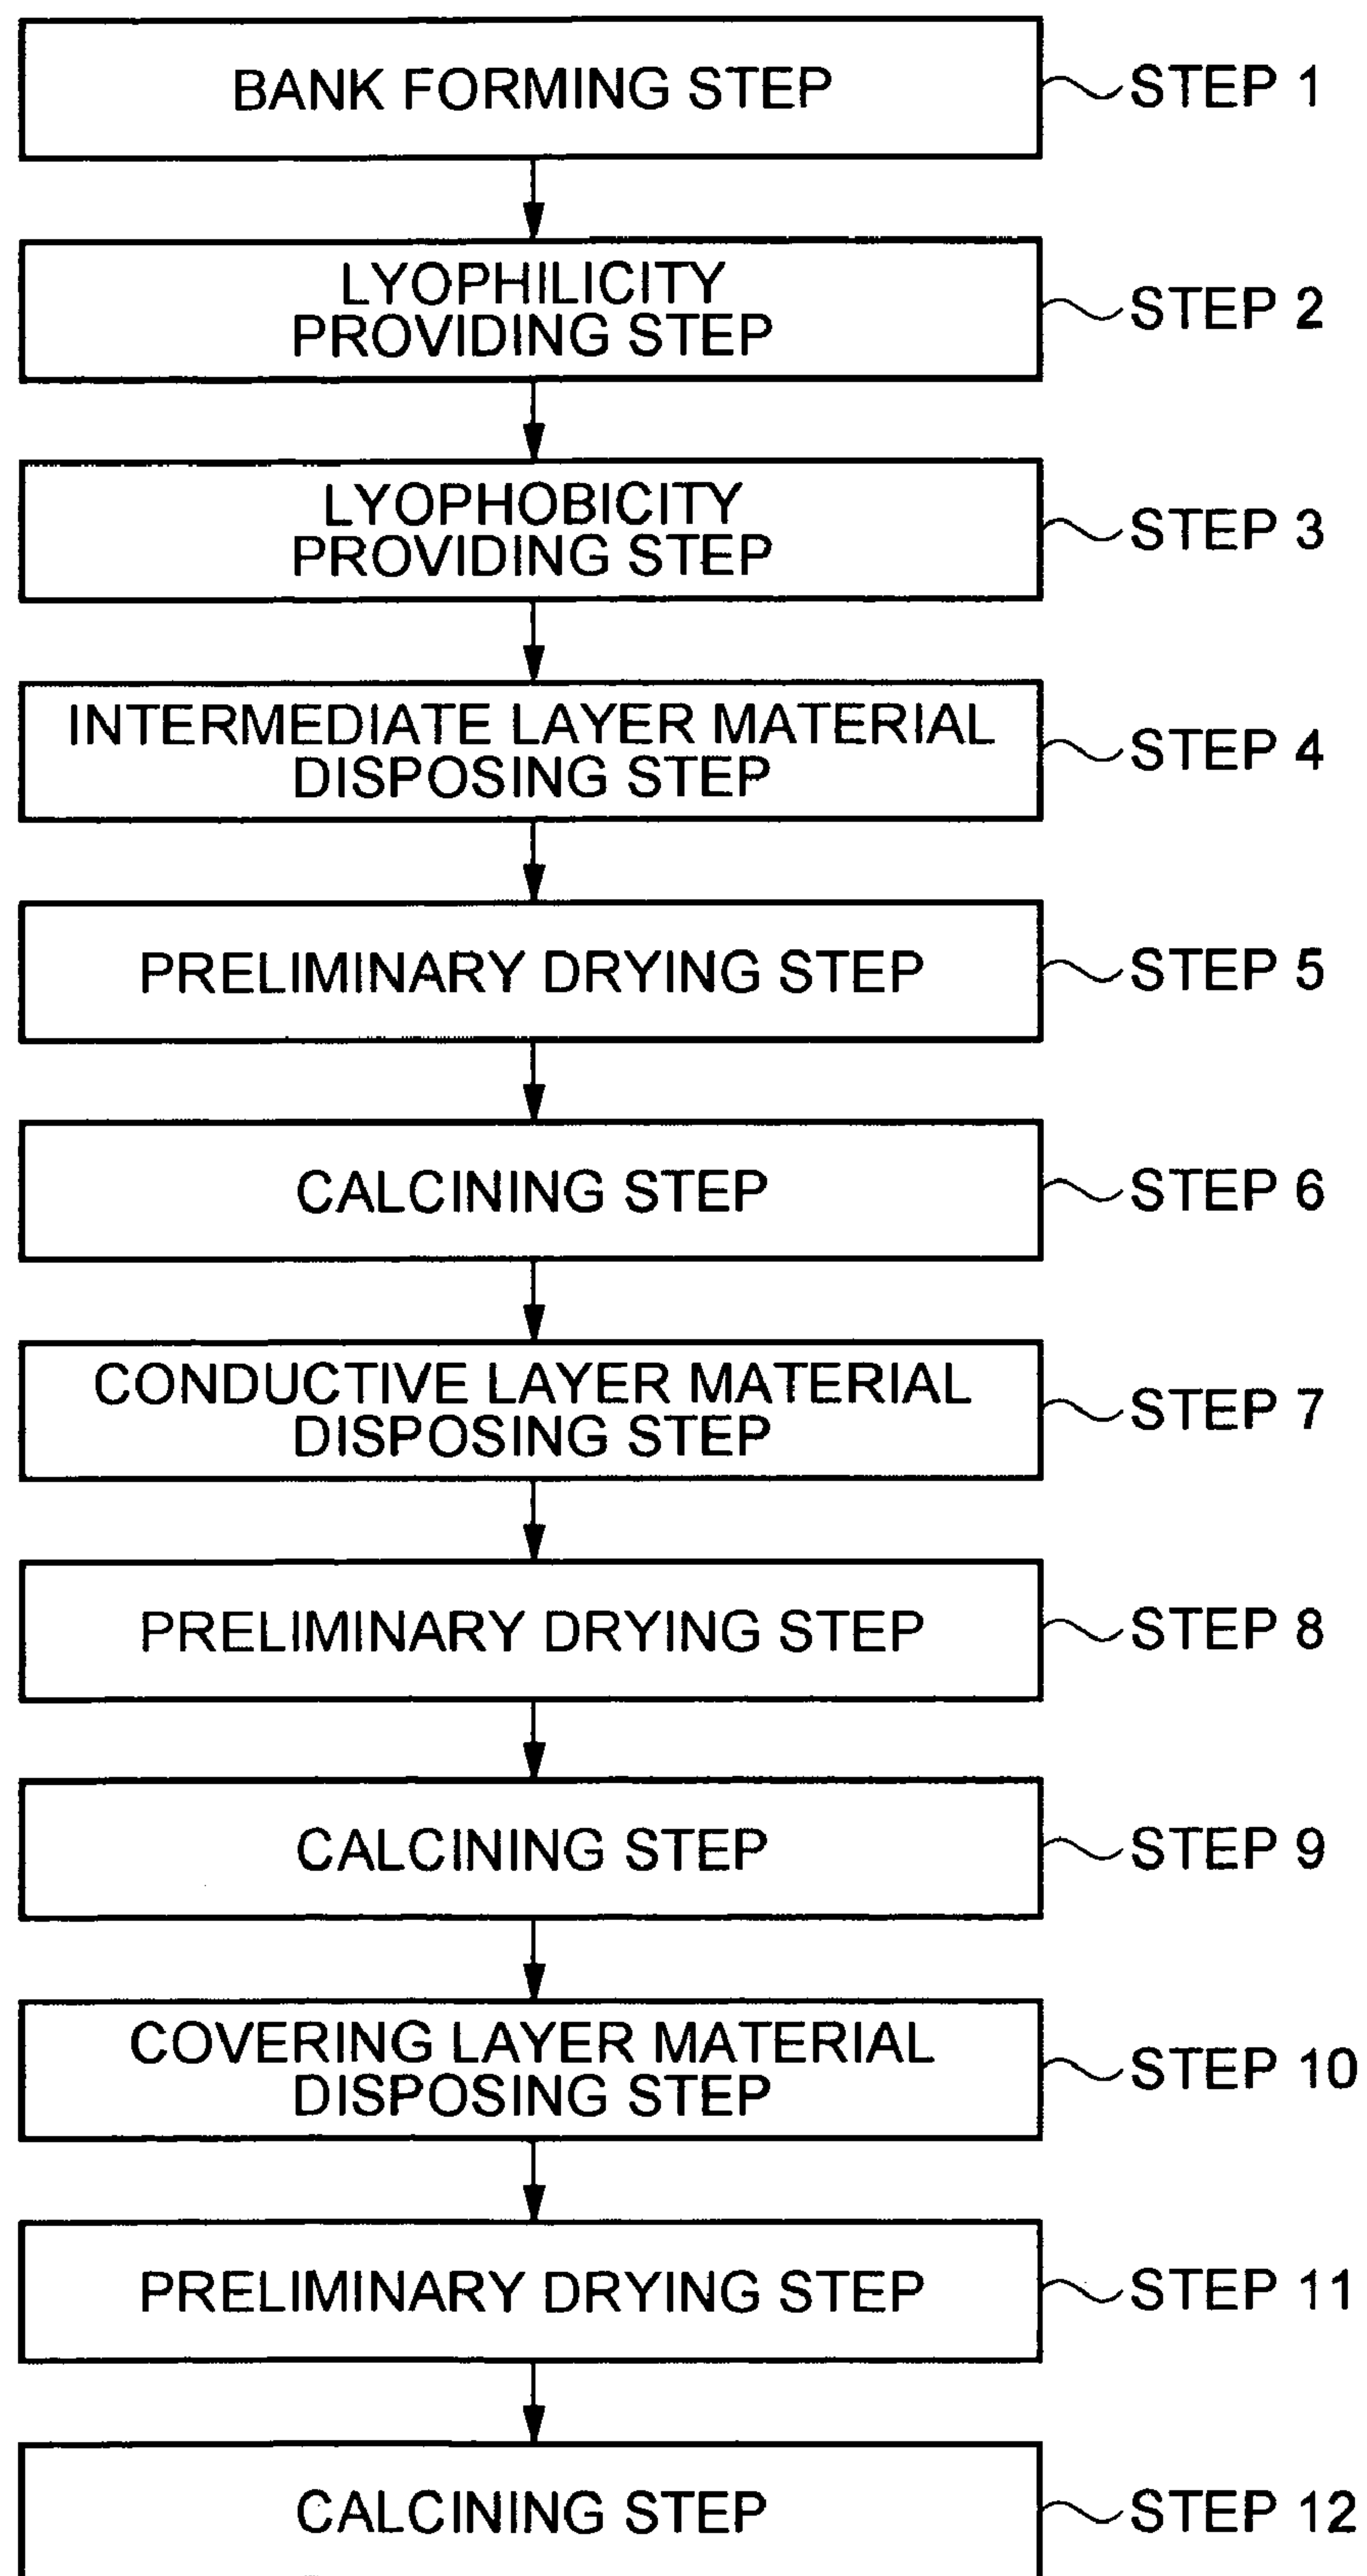 BANK FORMING STEP
STEP 1
LYOPHILICITY
PROVIDING STEP
STEP 2
LYOPHOBICITY
PROVIDING STEP
STEP 3
INTERMEDIATE LAYER MATERIAL
DISPOSING STEP
STEP 4
PRELIMINARY DRYING STEP
STEP 5
CALCINING STEP
STEP 6
CONDUCTIVE LAYER MATERIAL
DISPOSING STEP
STEP 7
PRELIMINARY DRYING STEP
STEP 8
CALCINING STEP
STEP 9
COVERING LAYER MATERIAL
DISPOSING STEP
STEP 10
PRELIMINARY DRYING STEP
STEP 11
CALCINING STEP
STEP 12